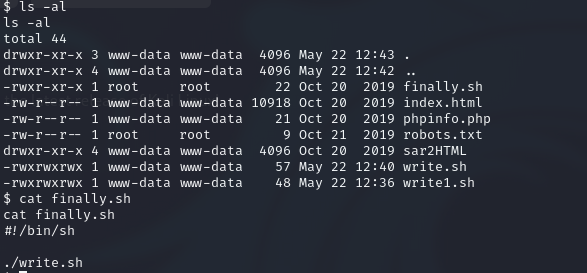 $ ls -al
ls -al
total 44
drwxr-xr-x 3 www-data www-data  4096 May 22 12:43 .
drwxr-xr-x 4 www-data www-data  4096 May 22 12:42 ..
-rwxr-xr-x 1 root     root        22 Oct 20  2019 finally.sh
-rw-r--r-- 1 www-data www-data 10918 Oct 20  2019 index.html
-rw-r--r-- 1 www-data www-data    21 Oct 20  2019 phpinfo.php
-rw-r--r-- 1 root     root         9 Oct 21  2019 robots.txt
drwxr-xr-x 4 www-data www-data  4096 Oct 20  2019 sar2HTML
-rwxrwxrwx 1 www-data www-data    57 May 22 12:40 write.sh
-rwxrwxrwx 1 www-data www-data    48 May 22 12:36 write1.sh
$ cat finally.sh
cat finally.sh
#!/bin/sh

./write.sh